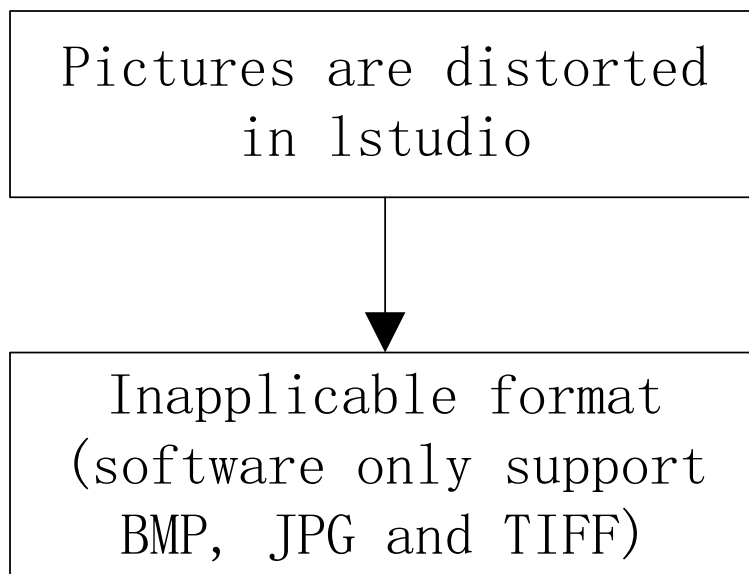 Pictures are distorted
in lstudio
Inapplicable format
(software only support
BMP, JPG and TIFF)